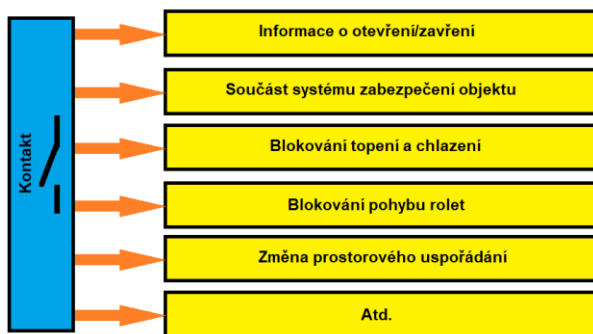 Kontakt
Informace o otevření/zavření
Součást systému zabezpečení objektu
Blokování topení a chlazení
Blokování pohybu rolet
Změna prostorového uspořádání
Atd.